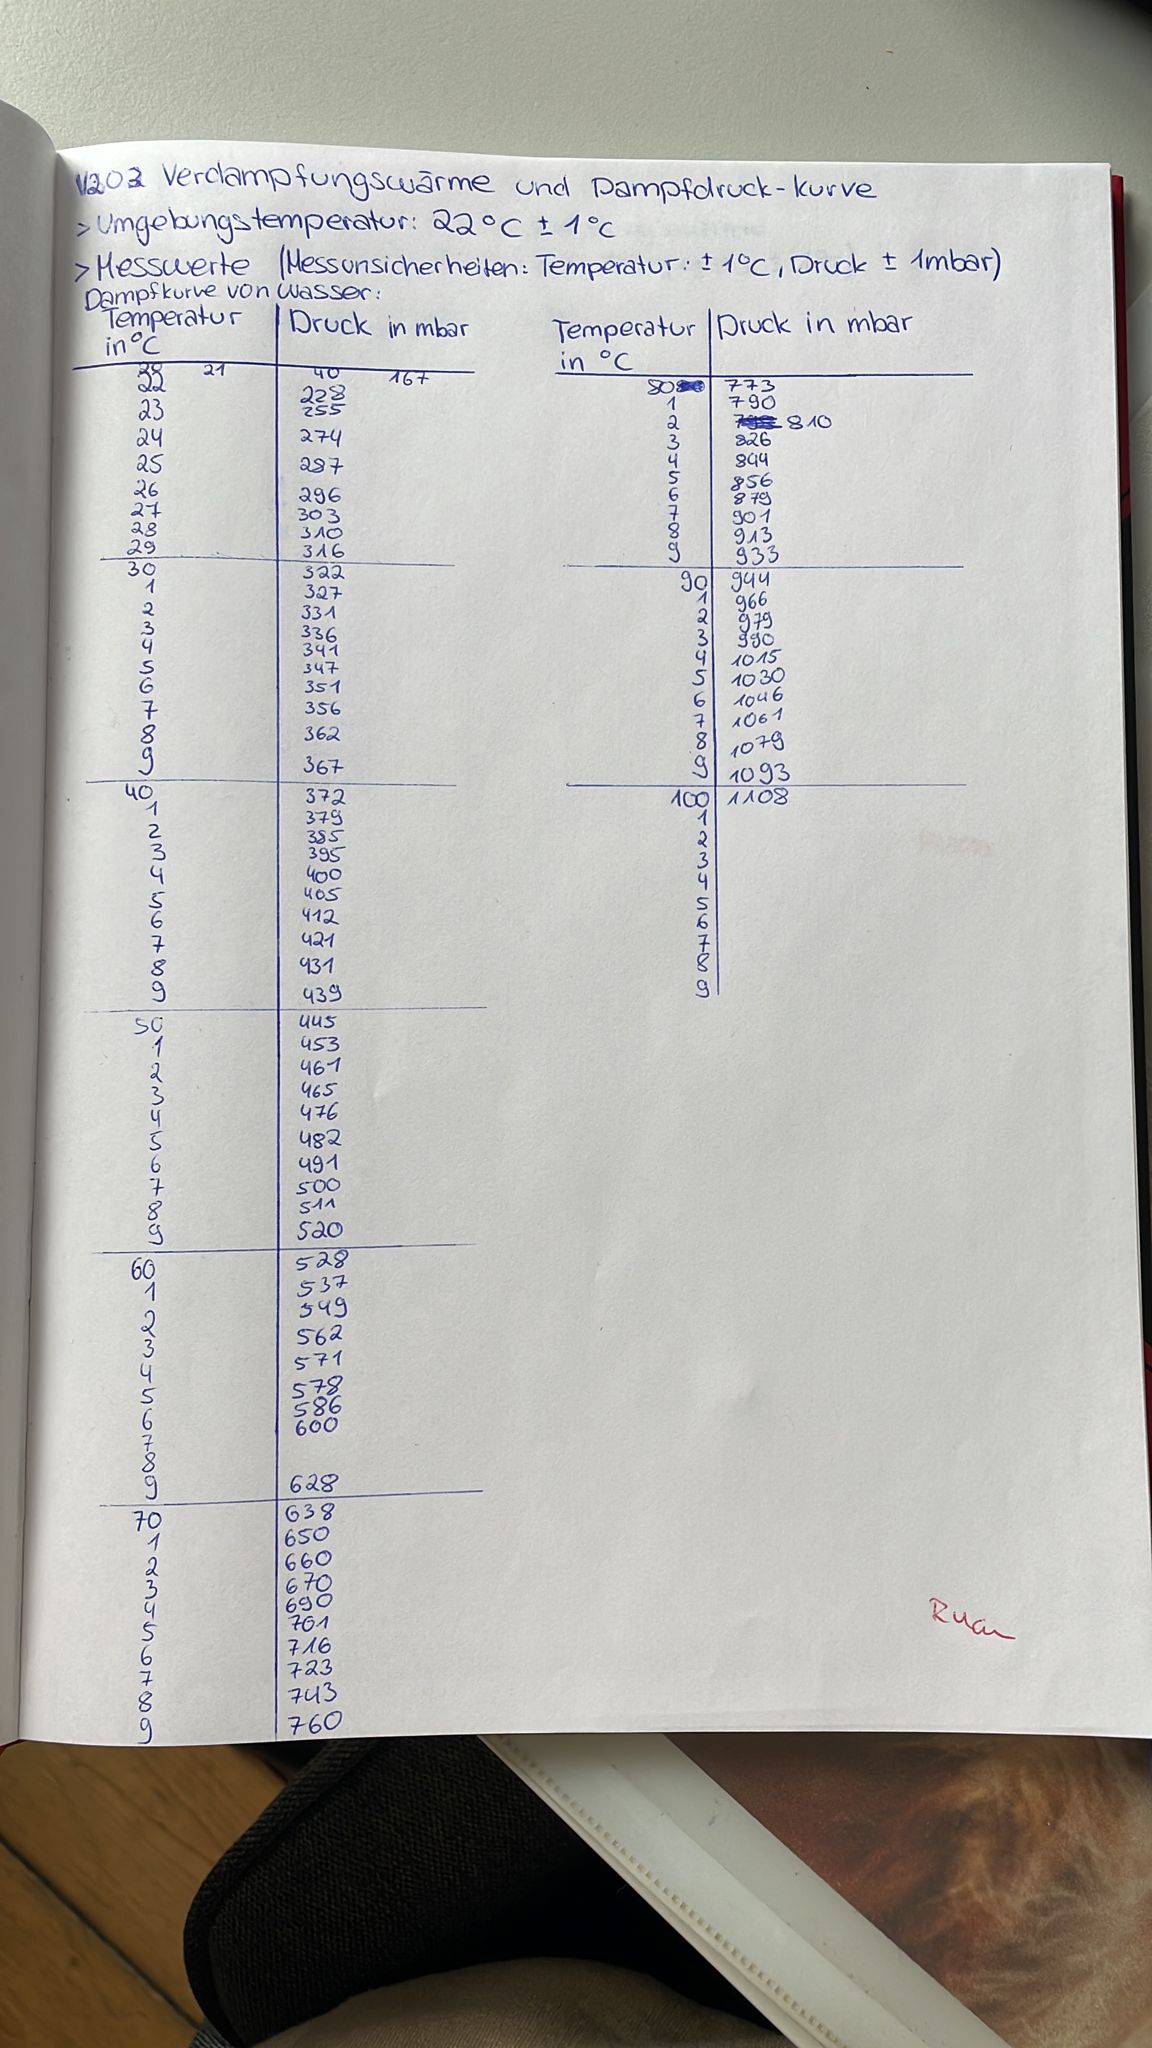 V203 Verdampfungswärme und Dampfdruck-kurve
> Umgebungstemperatur: 22°C ± 1°C
> Messwerte (Messunsicherheiten: Temperatur: ± 1°C, Druck ± 1mbar)
Dampfkurve von Wasser:
Temperatur in °C | Druck in mbar
20 21 | 40 167
22 | 228
23 | 255
24 | 274
25 | 287
26 | 296
27 | 303
28 | 310
29 | 316
30 | 322
1 | 327
2 | 331
3 | 336
4 | 341
5 | 347
6 | 351
7 | 356
8 | 362
9 | 367
40 | 372
1 | 379
2 | 385
3 | 395
4 | 400
5 | 405
6 | 412
7 | 421
8 | 431
9 | 439
50 | 445
1 | 453
2 | 461
3 | 465
4 | 476
5 | 482
6 | 491
7 | 500
8 | 511
9 | 520
60 | 528
1 | 537
2 | 549
3 | 562
4 | 571
5 | 578
6 | 586
7 | 600
8
9 | 628
70 | 638
1 | 650
2 | 660
3 | 670
4 | 690
5 | 701
6 | 716
7 | 723
8 | 743
9 | 760
Temperatur in °C | Druck in mbar
80 | 773
1 | 790
2 | 810
3 | 826
4 | 844
5 | 856
6 | 879
7 | 901
8 | 913
9 | 933
90 | 944
1 | 966
2 | 979
3 | 990
4 | 1015
5 | 1030
6 | 1046
7 | 1061
8 | 1079
9 | 1093
100 | 1108
1
2
3
4
5
6
7
8
9